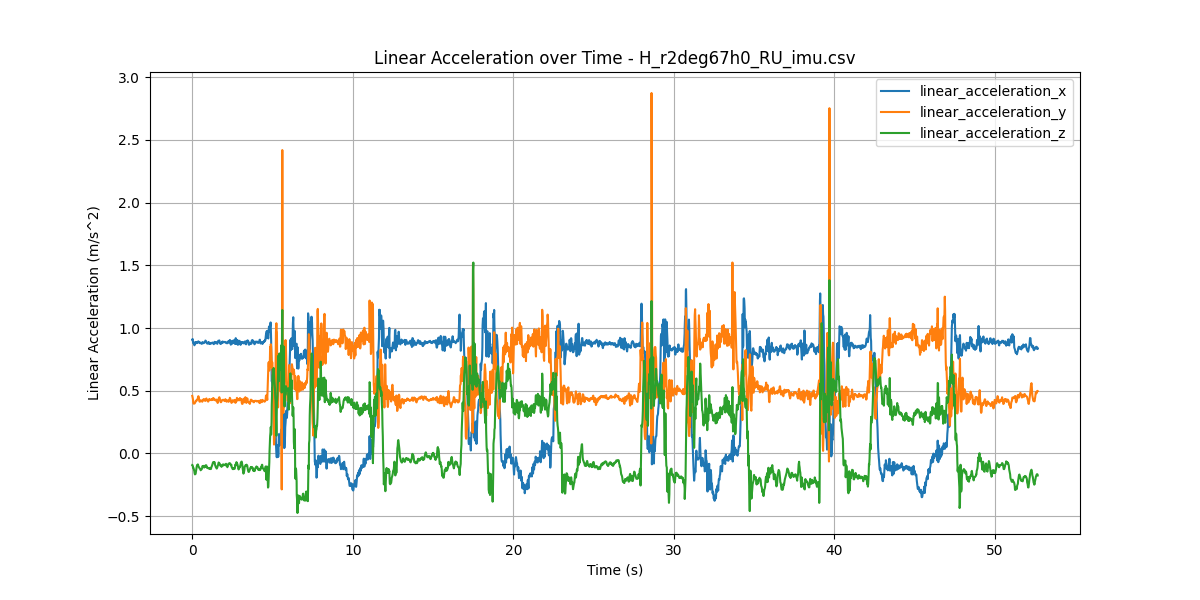 Linear Acceleration over Time - H_r2deg67h0_RU_imu.csv
linear_acceleration_x
linear_acceleration_y
linear_acceleration_z
Linear Acceleration (m/s^2)
3.0
2.5
2.0
1.5
1.0
0.5
0.0
−0.5
0 10 20 30 40 50
Time (s)